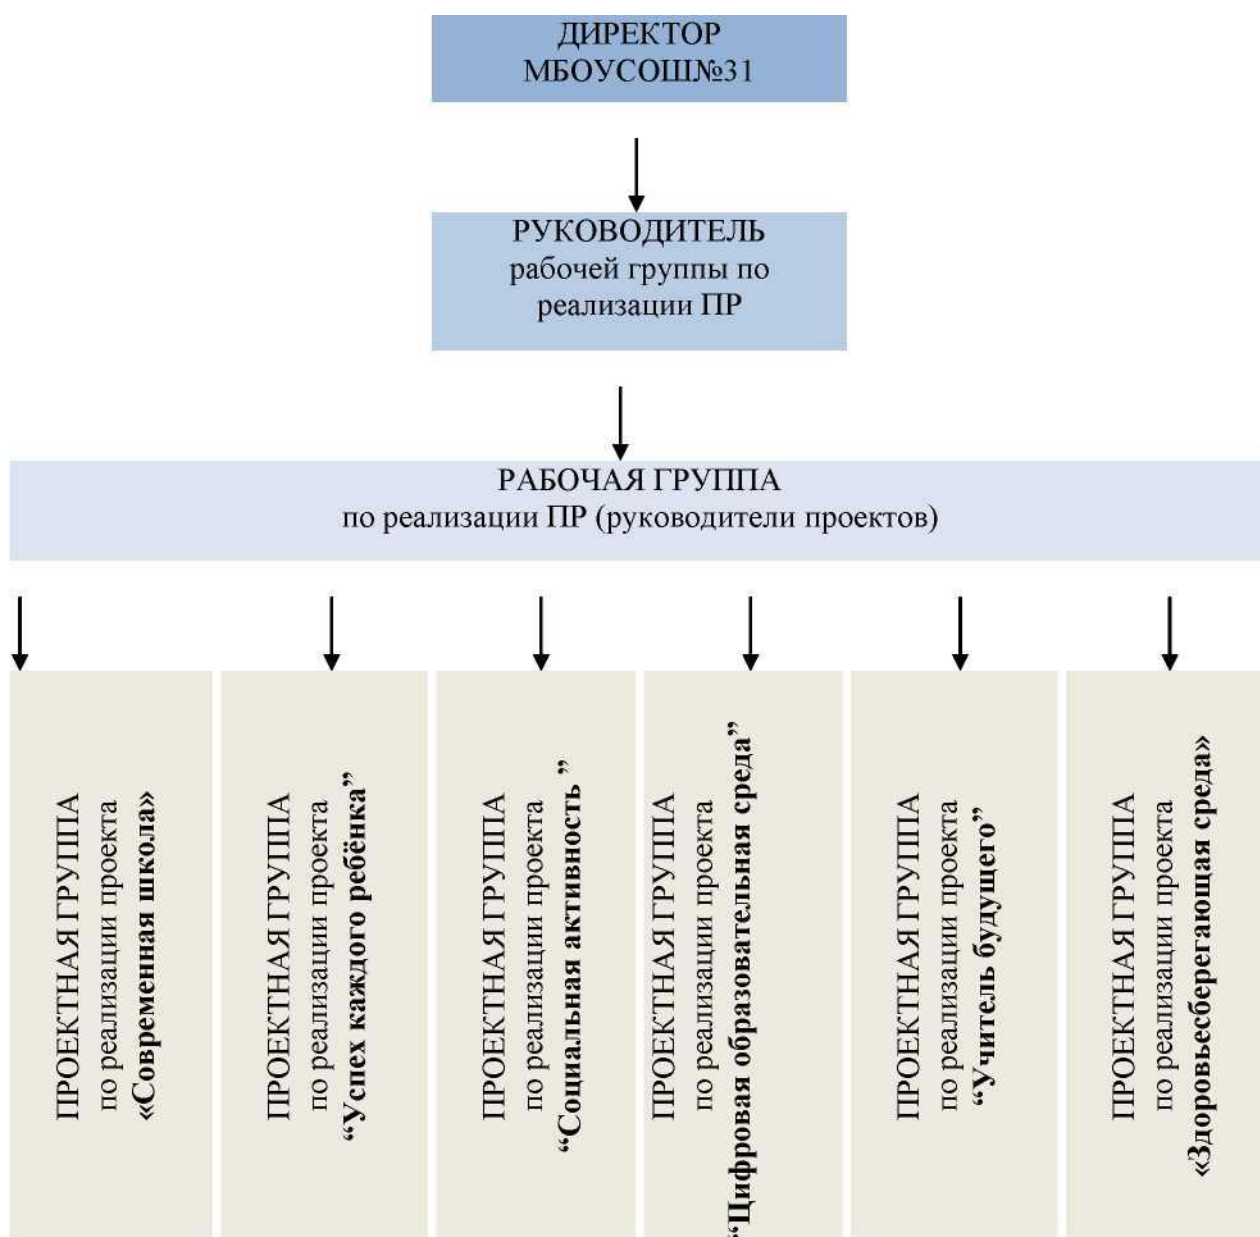 ДИРЕКТОР
МБОУСОШ№31
РУКОВОДИТЕЛЬ
рабочей группы по
реализации ПР
РАБОЧАЯ ГРУППА
по реализации ПР (руководители проектов)
ПРОЕКТНАЯ ГРУППА
по реализации проекта
«Современная школа»
ПРОЕКТНАЯ ГРУППА
по реализации проекта
“Успех каждого ребёнка”
ПРОЕКТНАЯ ГРУППА
по реализации проекта
“Социальная активность ”
ПРОЕКТНАЯ ГРУППА
по реализации проекта
“Цифровая образовательная среда”
ПРОЕКТНАЯ ГРУППА
по реализации проекта
“Учитель будущего”
ПРОЕКТНАЯ ГРУППА
по реализации проекта
«Здоровьесберегающая среда»